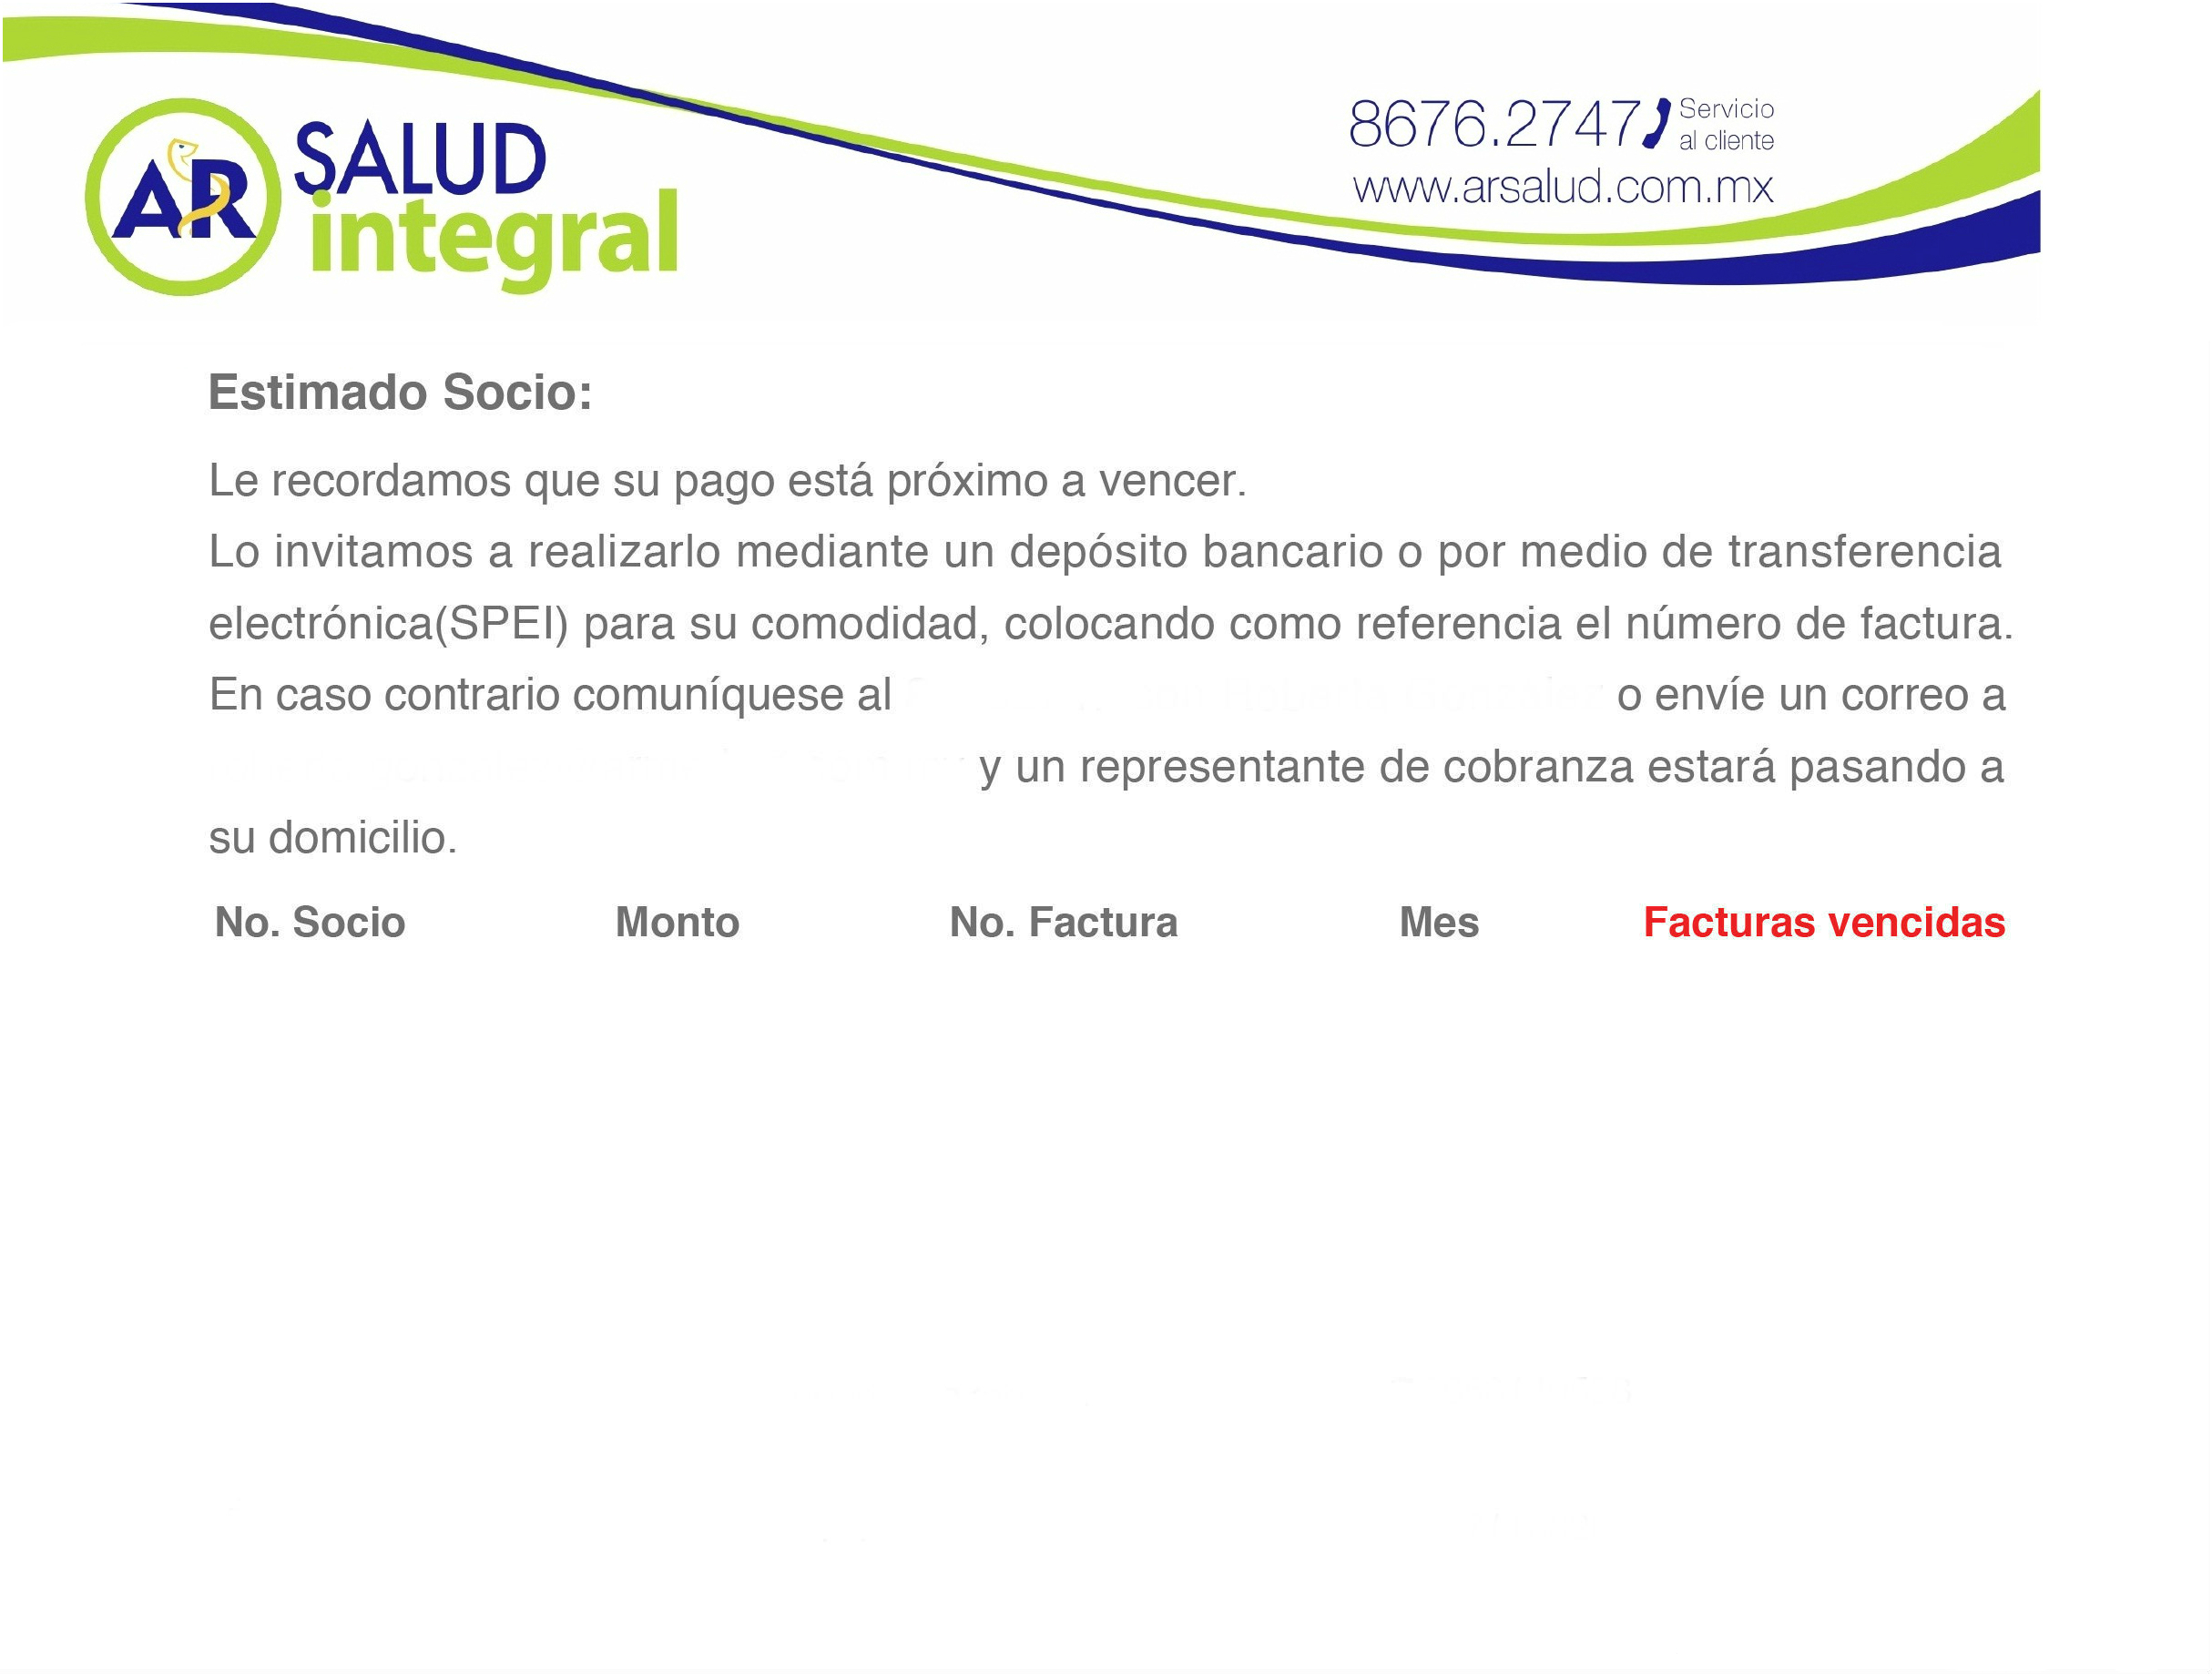 AR SALUD
integral
8676.2747 Servicio
al cliente
www.arsalud.com.mx
Estimado Socio:
Le recordamos que su pago está próximo a vencer.
Lo invitamos a realizarlo mediante un depósito bancario o por medio de transferencia
electrónica(SPEI) para su comodidad, colocando como referencia el número de factura.
En caso contrario comuníquese al o envíe un correo a
y un representante de cobranza estará pasando a
su domicilio.
No. Socio Monto No. Factura Mes Facturas vencidas